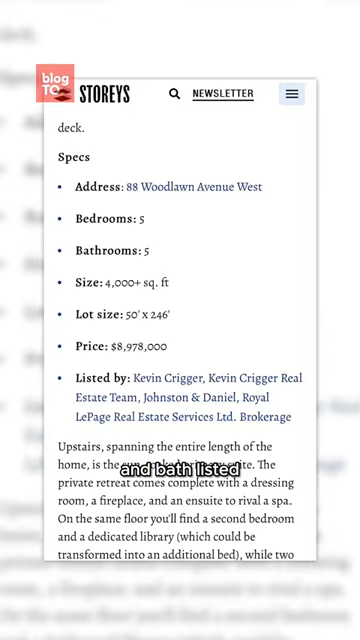 blog
TO
STOREYS
NEWSLETTER
deck.
Specs
• Address: 88 Woodlawn Avenue West
• Bedrooms: 5
• Bathrooms: 5
• Size: 4,000+ sq. ft
• Lot size: 50' x 246'
• Price: $8,978,000
• Listed by: Kevin Crigger, Kevin Crigger Real
Estate Team, Johnston & Daniel, Royal
LePage Real Estate Services Ltd. Brokerage
Upstairs, spanning the entire length of the
home, is the
suite. The
and bath listed
private retreat comes complete with a dressing
room, a fireplace, and an ensuite to rival a spa.
On the same floor you'll find a second bedroom
and a dedicated library (which could be
transformed into an additional bed), while two